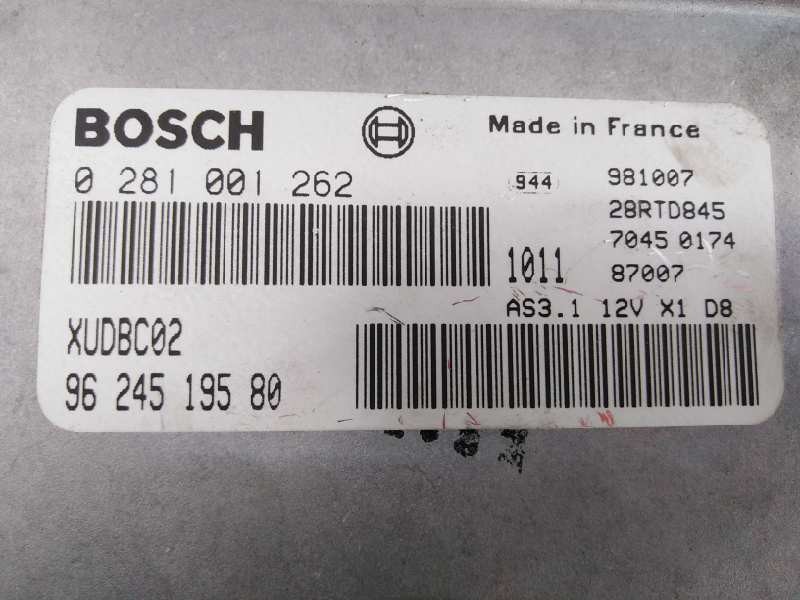 BOSCH
Made in France
0 281 001 262
944
981007
28RTD845
7045 0174
1011
87007
AS3.1 12V X1 D8
XUDBC02
96 245 195 80